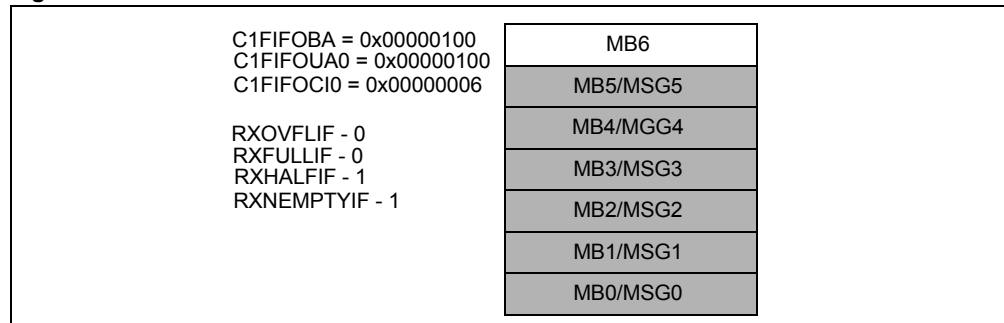 C1FIFOBA = 0x00000100
C1FIFOUA0 = 0x00000100
C1FIFOCI0 = 0x00000006
RXOVFLIF - 0
RXFULLIF - 0
RXHALFIF - 1
RXNEMPTYIF - 1
MB6
MB5/MSG5
MB4/MGG4
MB3/MSG3
MB2/MSG2
MB1/MSG1
MB0/MSG0